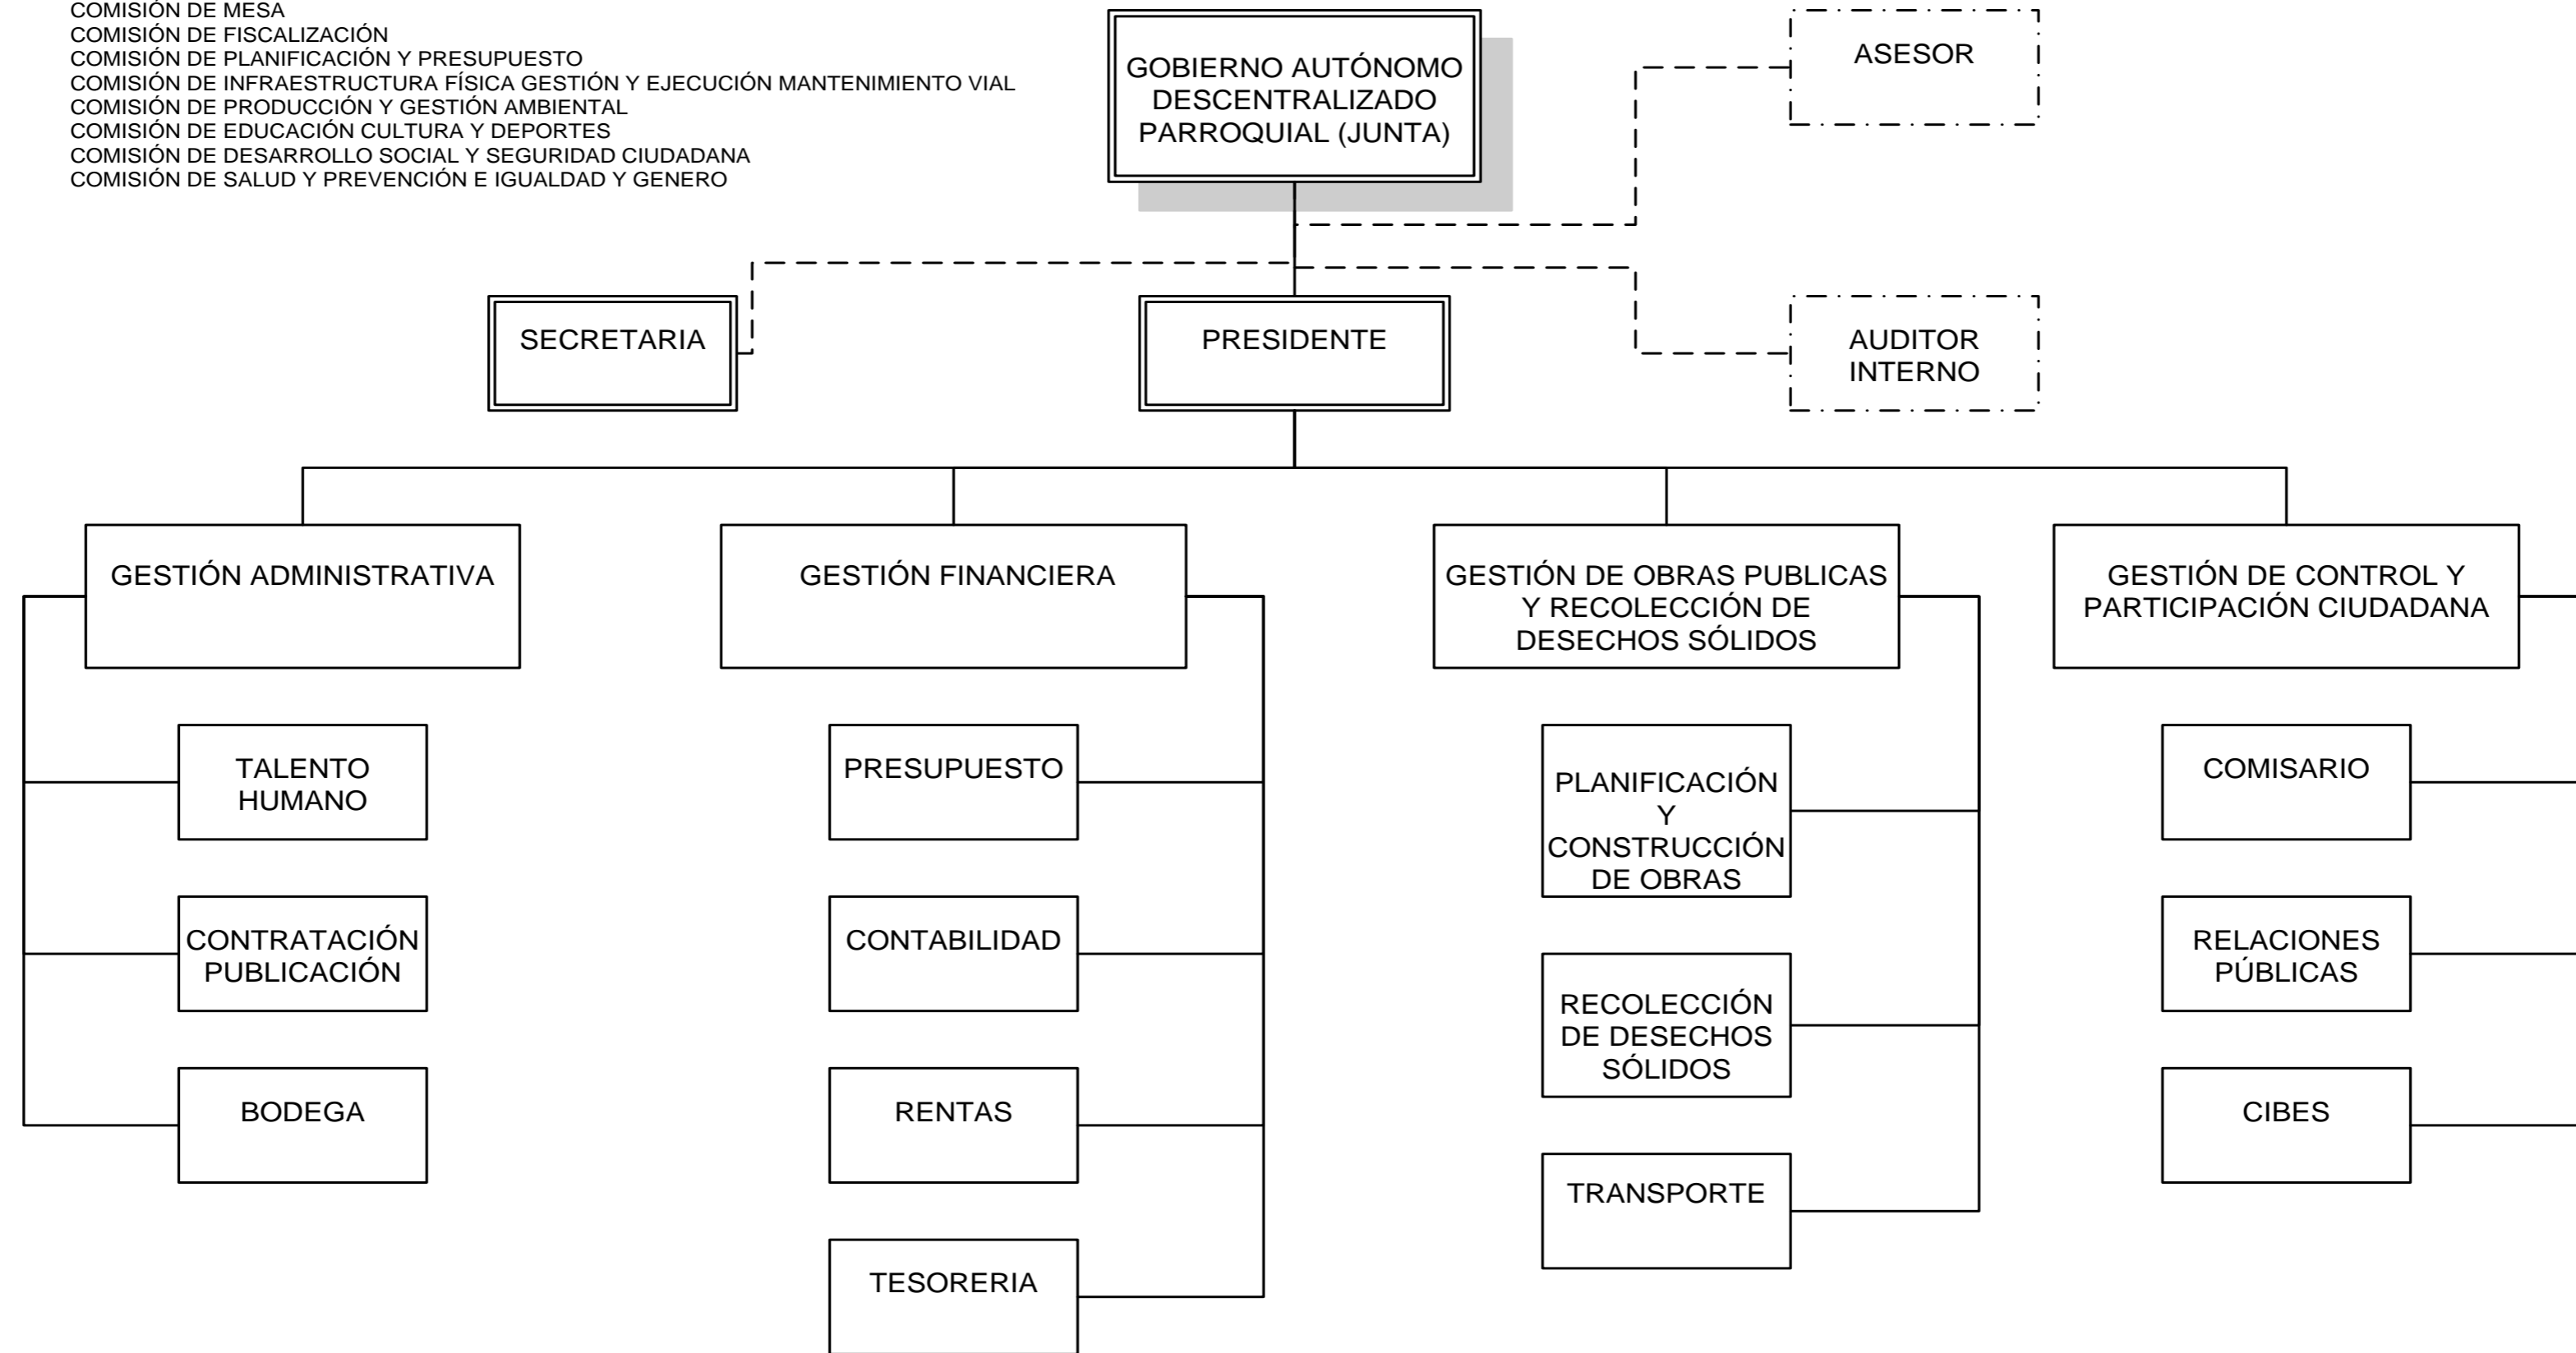 COMISIÓN DE MESA
COMISIÓN DE FISCALIZACIÓN
COMISIÓN DE PLANIFICACIÓN Y PRESUPUESTO
COMISIÓN DE INFRAESTRUCTURA FÍSICA GESTIÓN Y EJECUCIÓN MANTENIMIENTO VIAL
COMISIÓN DE PRODUCCIÓN Y GESTIÓN AMBIENTAL
COMISIÓN DE EDUCACIÓN CULTURA Y DEPORTES
COMISIÓN DE DESARROLLO SOCIAL Y SEGURIDAD CIUDADANA
COMISIÓN DE SALUD Y PREVENCIÓN E IGUALDAD Y GENERO
GOBIERNO AUTÓNOMO
DESCENTRALIZADO
PARROQUIAL (JUNTA)
ASESOR
SECRETARIA
PRESIDENTE
AUDITOR
INTERNO
GESTIÓN ADMINISTRATIVA
TALENTO
HUMANO
CONTRATACIÓN
PUBLICACIÓN
BODEGA
GESTIÓN FINANCIERA
PRESUPUESTO
CONTABILIDAD
RENTAS
TESORERIA
GESTIÓN DE OBRAS PUBLICAS
Y RECOLECCIÓN DE
DESECHOS SÓLIDOS
PLANIFICACIÓN
Y
CONSTRUCCIÓN
DE OBRAS
RECOLECCIÓN
DE DESECHOS
SÓLIDOS
TRANSPORTE
GESTIÓN DE CONTROL Y
PARTICIPACIÓN CIUDADANA
COMISARIO
RELACIONES
PÚBLICAS
CIBES